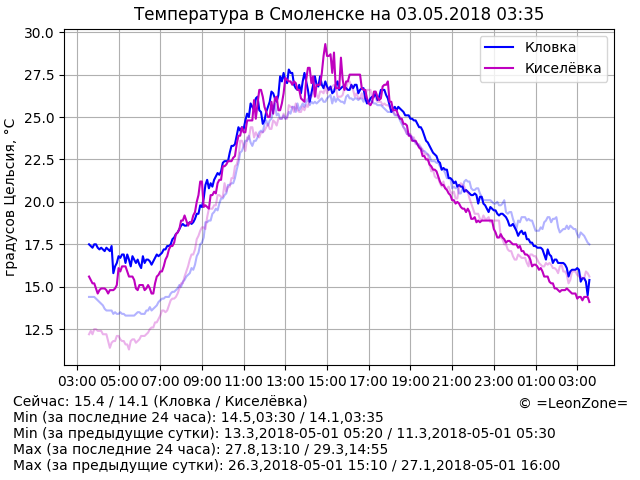 Температура в Смоленске на 03.05.2018 03:35
градусов Цельсия, °C
30.0
27.5
25.0
22.5
20.0
17.5
15.0
12.5
Кловка
Киселёвка
03:00 05:00 07:00 09:00 11:00 13:00 15:00 17:00 19:00 21:00 23:00 01:00 03:00
Сейчас: 15.4 / 14.1 (Кловка / Киселёвка)
© =LeonZone=
Min (за последние 24 часа): 14.5,03:30 / 14.1,03:35
Min (за предыдущие сутки): 13.3,2018-05-01 05:20 / 11.3,2018-05-01 05:30
Max (за последние 24 часа): 27.8,13:10 / 29.3,14:55
Max (за предыдущие сутки): 26.3,2018-05-01 15:10 / 27.1,2018-05-01 16:00